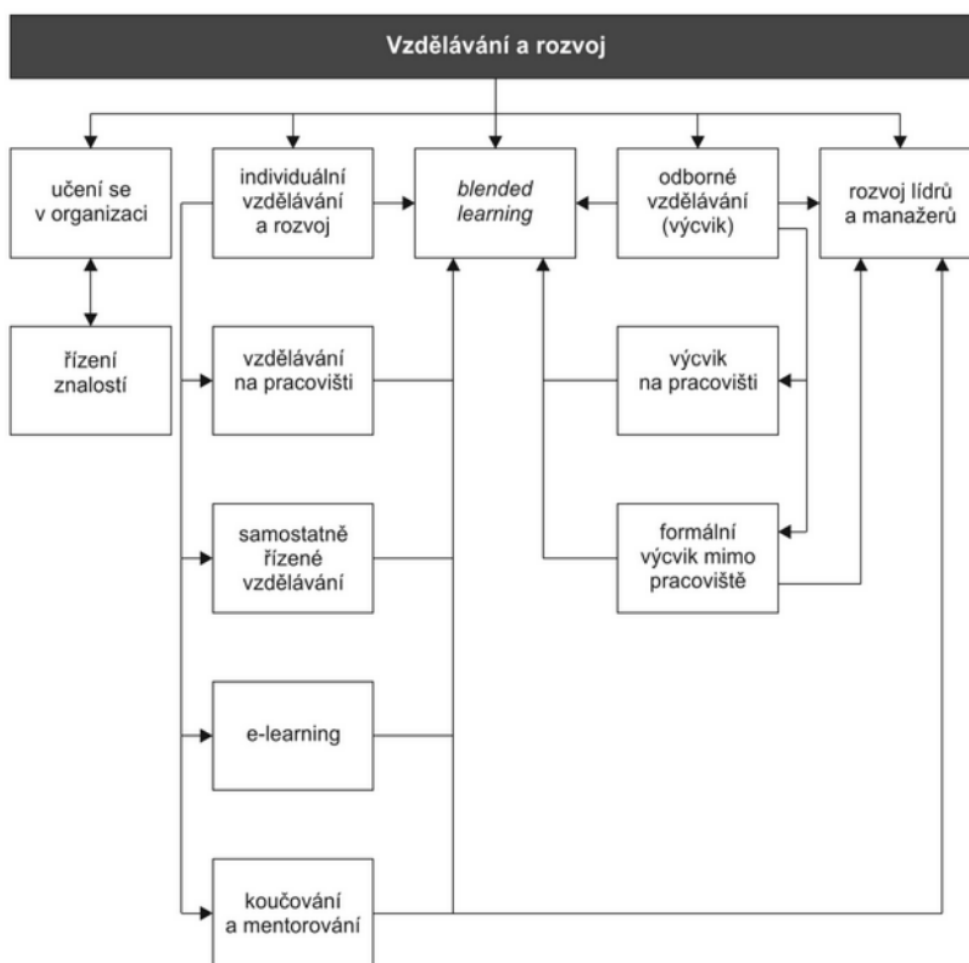 Vzdělávání a rozvoj
učení se
v organizaci
individuální
vzdělávání
a rozvoj
blended
learning
odborné
vzdělávání
(výcvik)
rozvoj lídrů
a manažerů
řízení
znalostí
vzdělávání
na pracovišti
výcvik
na pracovišti
samostatně
řízené
vzdělávání
formální
výcvik mimo
pracoviště
e-learning
koučování
a mentorování